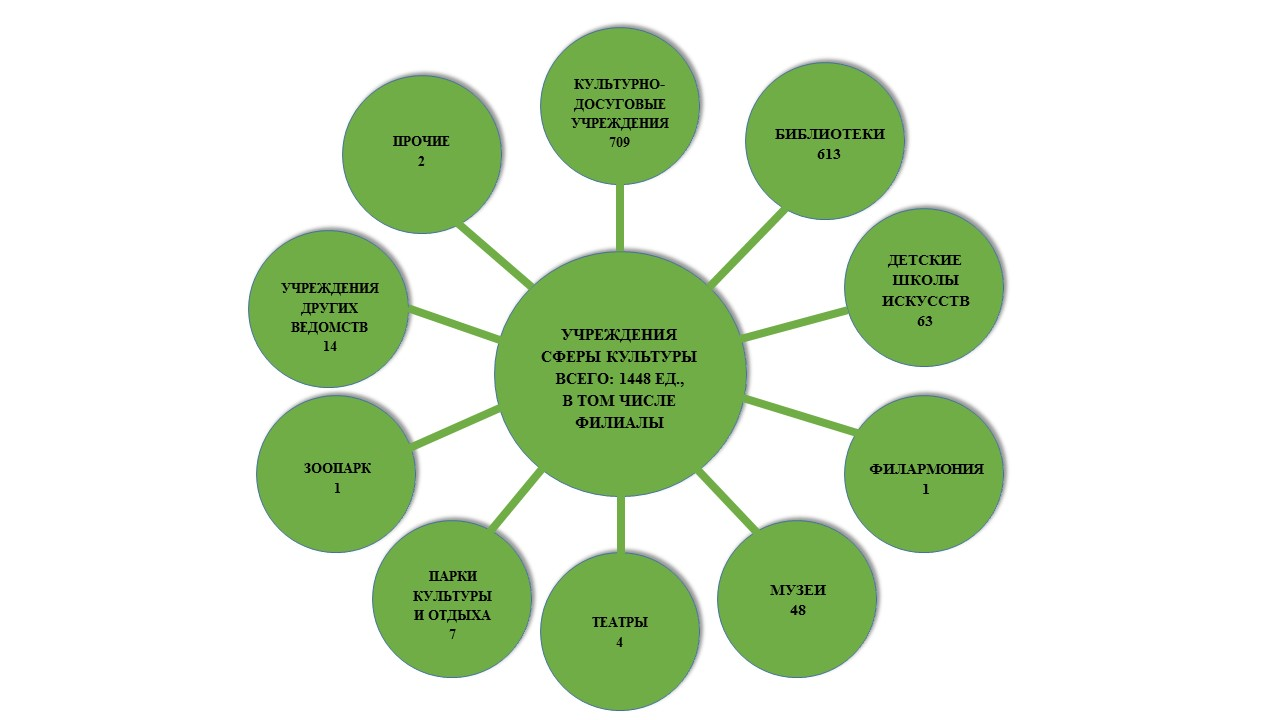 КУЛЬТУРНО-
ДОСУГОВЫЕ
УЧРЕЖДЕНИЯ
709
БИБЛИОТЕКИ
613
ДЕТСКИЕ
ШКОЛЫ
ИСКУССТВ
63
ФИЛАРМОНИЯ
1
МУЗЕИ
48
ТЕАТРЫ
4
ПАРКИ
КУЛЬТУРЫ
И ОТДЫХА
7
ЗООПАРК
1
УЧРЕЖДЕНИЯ
ДРУГИХ
ВЕДОМСТВ
14
ПРОЧИЕ
2
УЧРЕЖДЕНИЯ
СФЕРЫ КУЛЬТУРЫ
ВСЕГО: 1448 ЕД.,
В ТОМ ЧИСЛЕ
ФИЛИАЛЫ